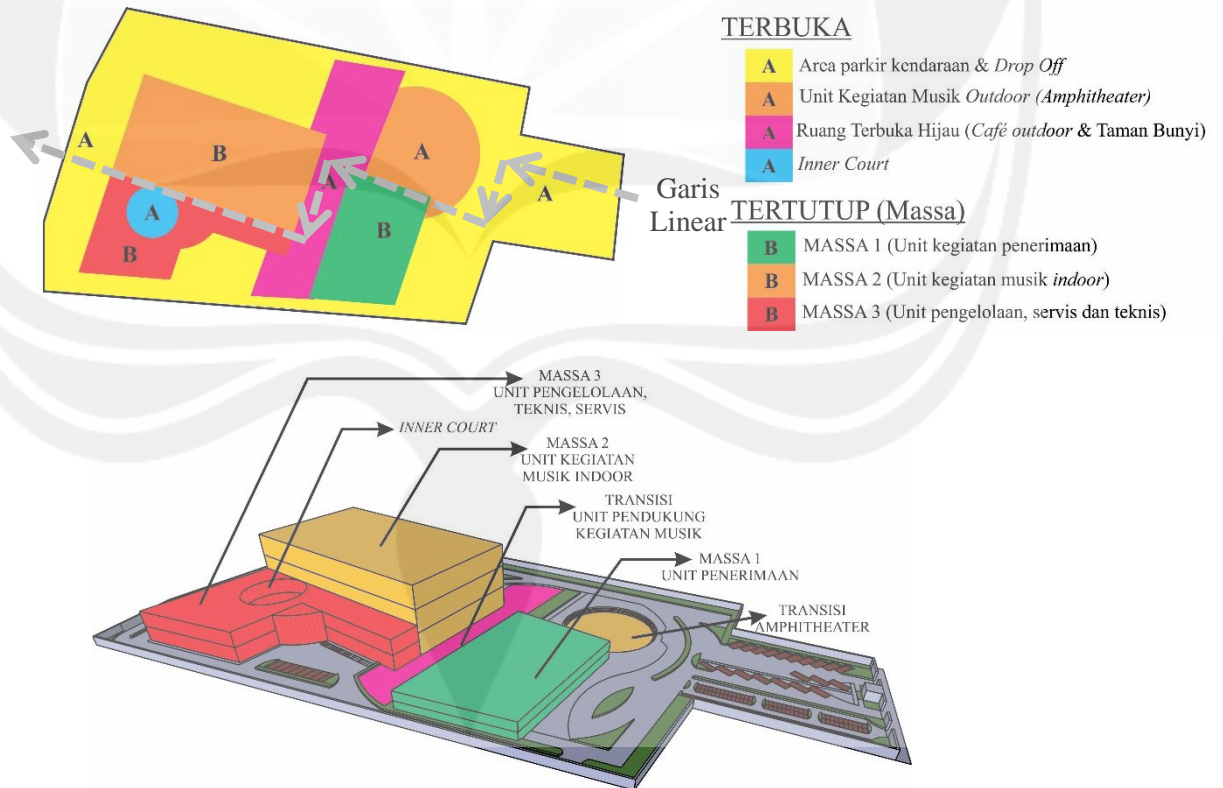 TERBUKA
A Area parkir kendaraan & Drop Off
A Unit Kegiatan Musik Outdoor (Amphitheater)
A Ruang Terbuka Hijau (Café outdoor & Taman Bunyi)
A Inner Court
TERTUTUP (Massa)
B MASSA 1 (Unit kegiatan penerimaan)
B MASSA 2 (Unit kegiatan musik indoor)
B MASSA 3 (Unit pengelolaan, servis dan teknis)
A
B
A
A
A
A
B
B
Garis
Linear
MASSA 3
UNIT PENGELOLAAN,
TEKNIS, SERVIS
INNER COURT
MASSA 2
UNIT KEGIATAN
MUSIK INDOOR
TRANSISI
UNIT PENDUKUNG
KEGIATAN MUSIK
MASSA 1
UNIT PENERIMAAN
TRANSISI
AMPHITHEATER